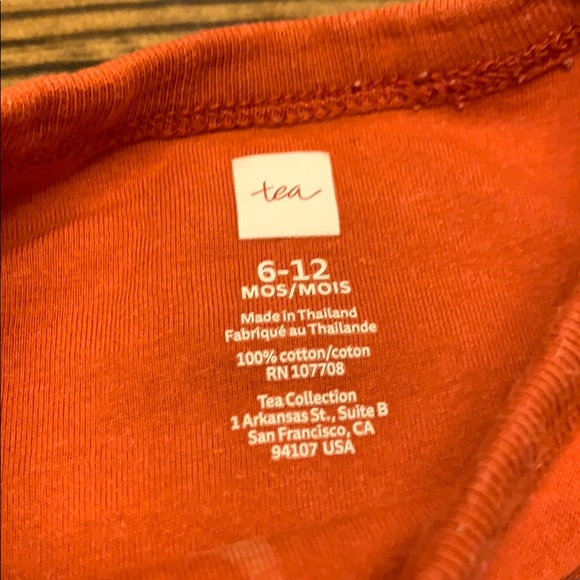 tea
6-12
MOS/MOIS
Made in Thailand
Fabriqué au Thaïlande
100% cotton/coton
RN 107708
Tea Collection
1 Arkansas St., Suite B
San Francisco, CA
94107 USA